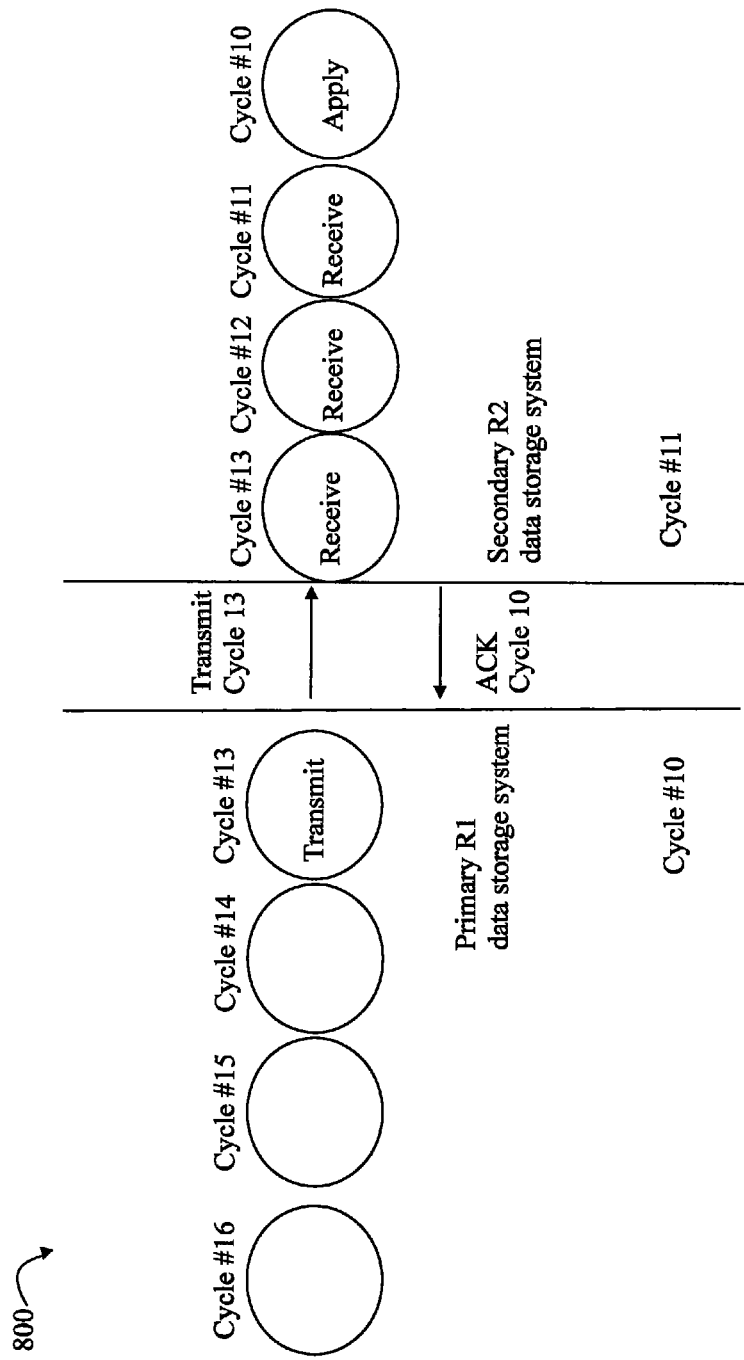 800
Cycle #16
Cycle #15
Cycle #14
Cycle #13
Transmit
Transmit
Cycle 13
Cycle #13
Receive
Cycle #12
Receive
Cycle #11
Receive
Cycle #10
Apply
Primary R1
data storage system
ACK
Cycle 10
Secondary R2
data storage system
Cycle #10
Cycle #11